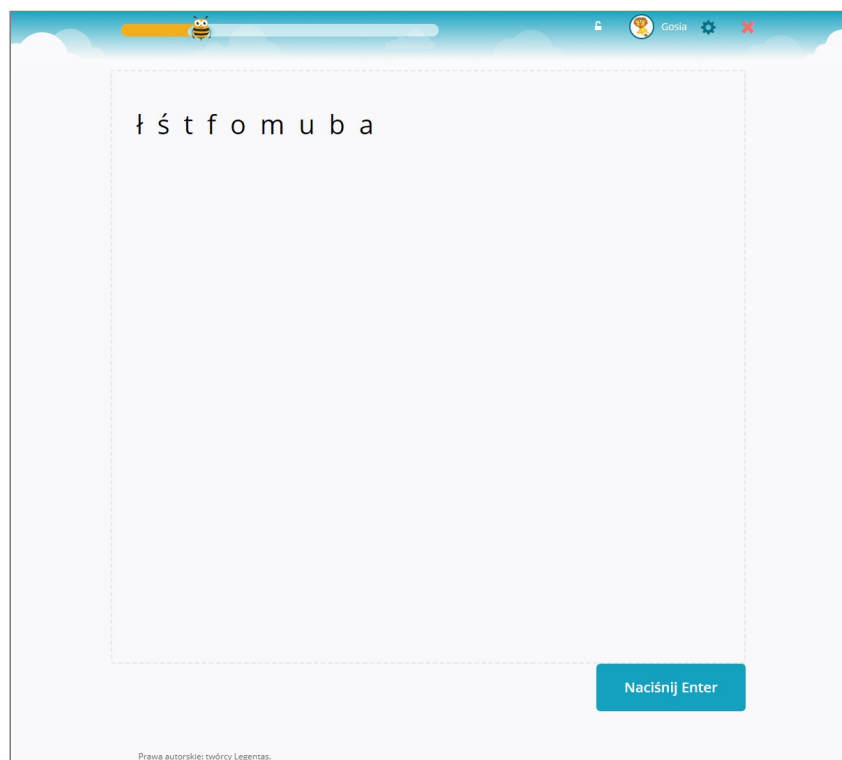 Gosia
ł ś t f o m u b a
Naciśnij Enter
Prawa autorskie: twórcy Legentas.